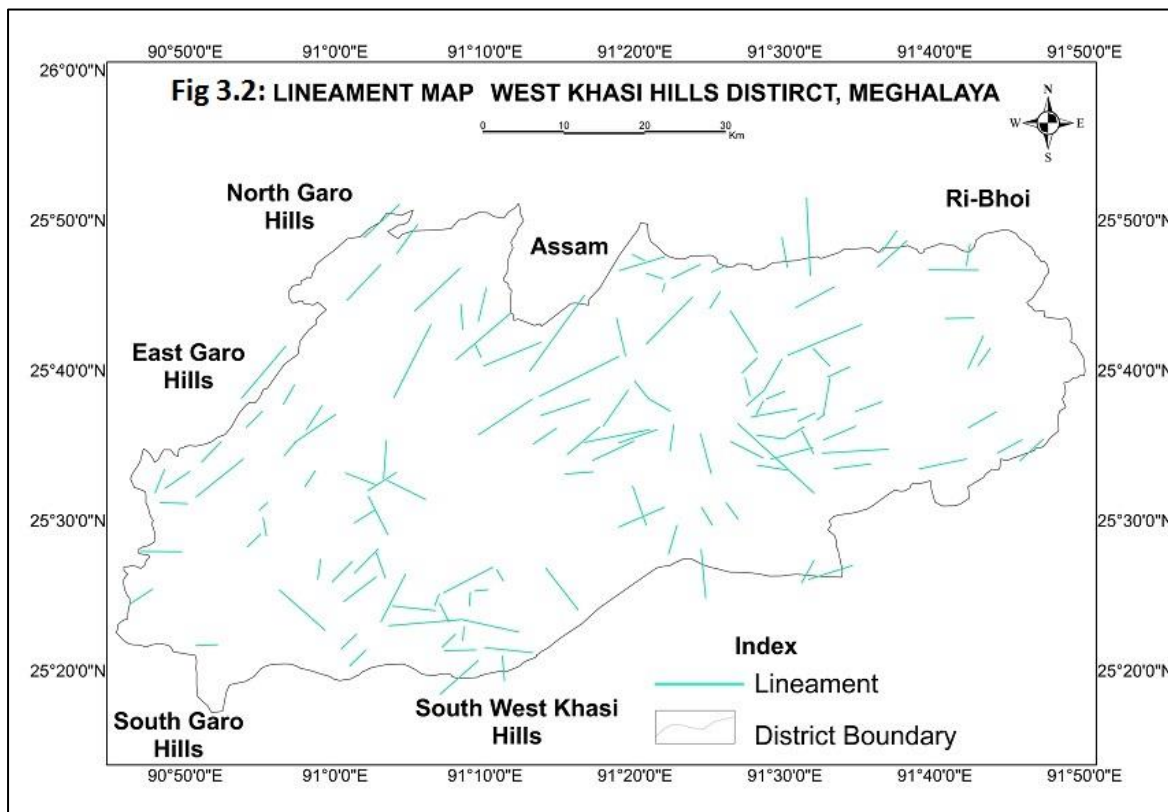 90°50'0"E 91°0'0"E 91°10'0"E 91°20'0"E 91°30'0"E 91°40'0"E 91°50'0"E
26°0'0"N
Fig 3.2: LINEAMENT MAP WEST KHASI HILLS DISTIRCT, MEGHALAYA
0 10 20 30
Km
N
W E
S
North Garo
Hills
Ri-Bhoi
25°50'0"N 25°50'0"N
Assam
East Garo
Hills
25°40'0"N 25°40'0"N
25°30'0"N 25°30'0"N
Index
25°20'0"N 25°20'0"N
Lineament
South West Khasi
Hills
South Garo
Hills
District Boundary
90°50'0"E 91°0'0"E 91°10'0"E 91°20'0"E 91°30'0"E 91°40'0"E 91°50'0"E